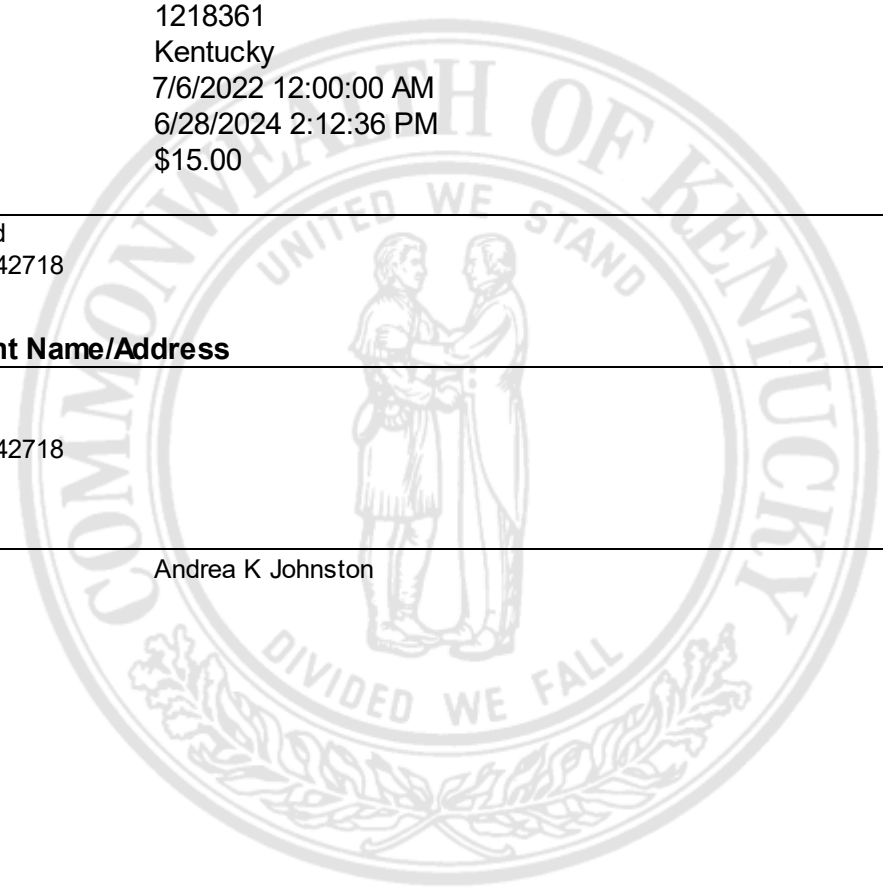 1218361
Kentucky
7/6/2022 12:00:00 AM
6/28/2024 2:12:36 PM
$15.00
d
42718
nt Name/Address
42718
Andrea K Johnston
COMMONWEALTH OF KENTUCKY
UNITED WE STAND
DIVIDED WE FALL